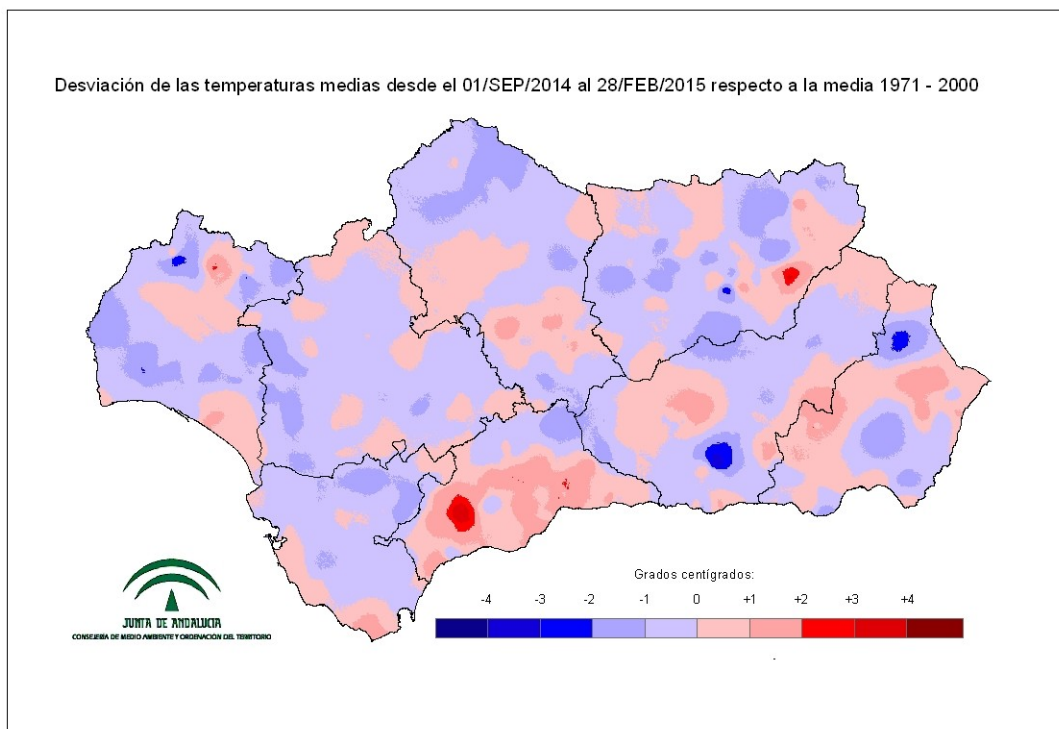 Desviación de las temperaturas medias desde el 01/SEP/2014 al 28/FEB/2015 respecto a la media 1971 - 2000
Grados centígrados:
-4 -3 -2 -1 0 +1 +2 +3 +4
JUNTA DE ANDALUCIA
CONSEJERÍA DE MEDIO AMBIENTE Y ORDENACIÓN DEL TERRITORIO